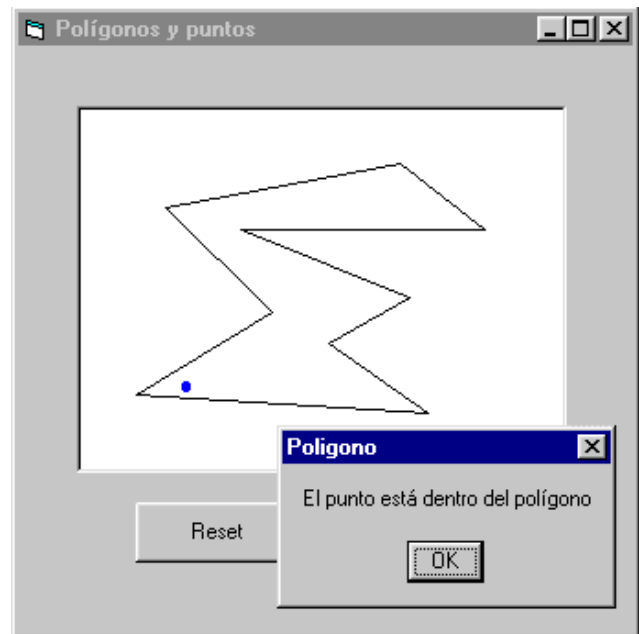 Polígonos y puntos
Poligono
El punto está dentro del polígono
OK
Reset